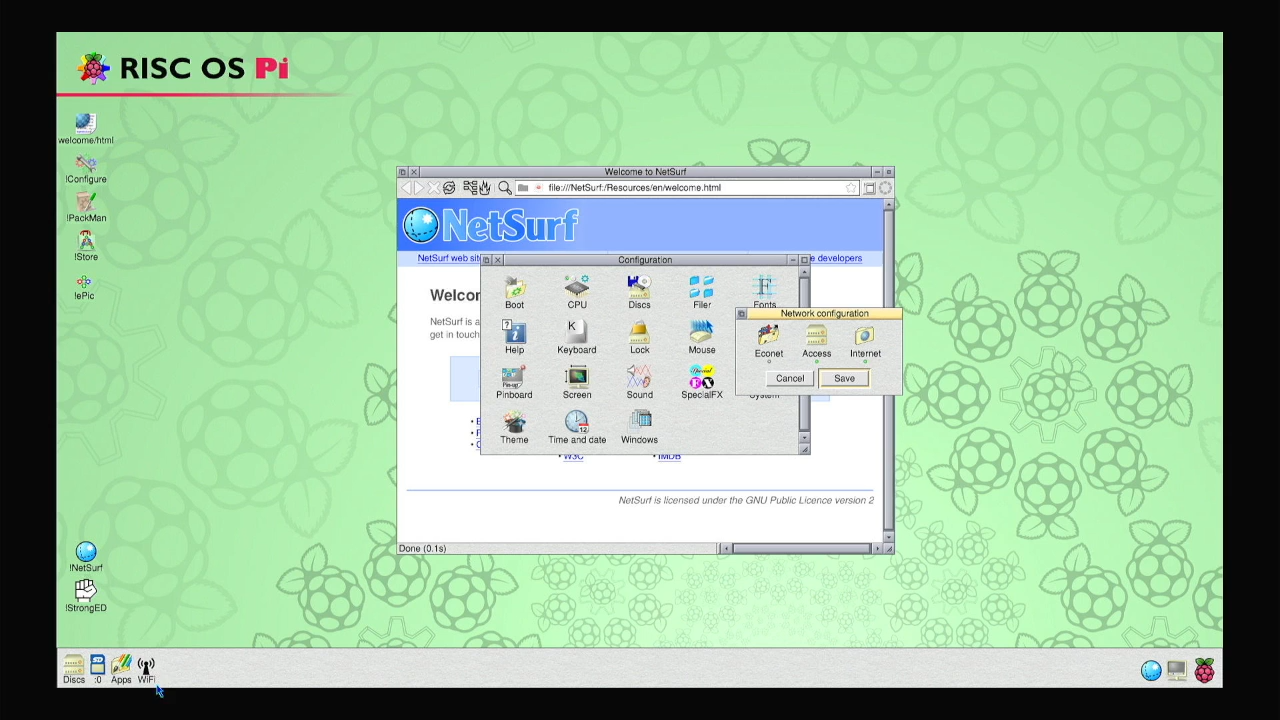 RISC OS Pi
welcome/html
!Configure
!PackMan
!Store
!ePic
Welcome to NetSurf
file:///NetSurf:/Resources/en/welcome.html
NetSurf
NetSurf web sit
e developers
Welcor
NetSurf is a
get in touch
Configuration
Boot
CPU
Discs
Filer
Fonts
Help
Keyboard
Lock
Mouse
Pinboard
Screen
Sound
SpecialFX
System
Theme
Time and date
Windows
Network configuration
Econet
Access
Internet
Cancel
Save
W3C
IMDB
NetSurf is licensed under the GNU Public Licence version 2
Done (0.1s)
!NetSurf
!StrongED
Discs
:0
Apps
WiFi